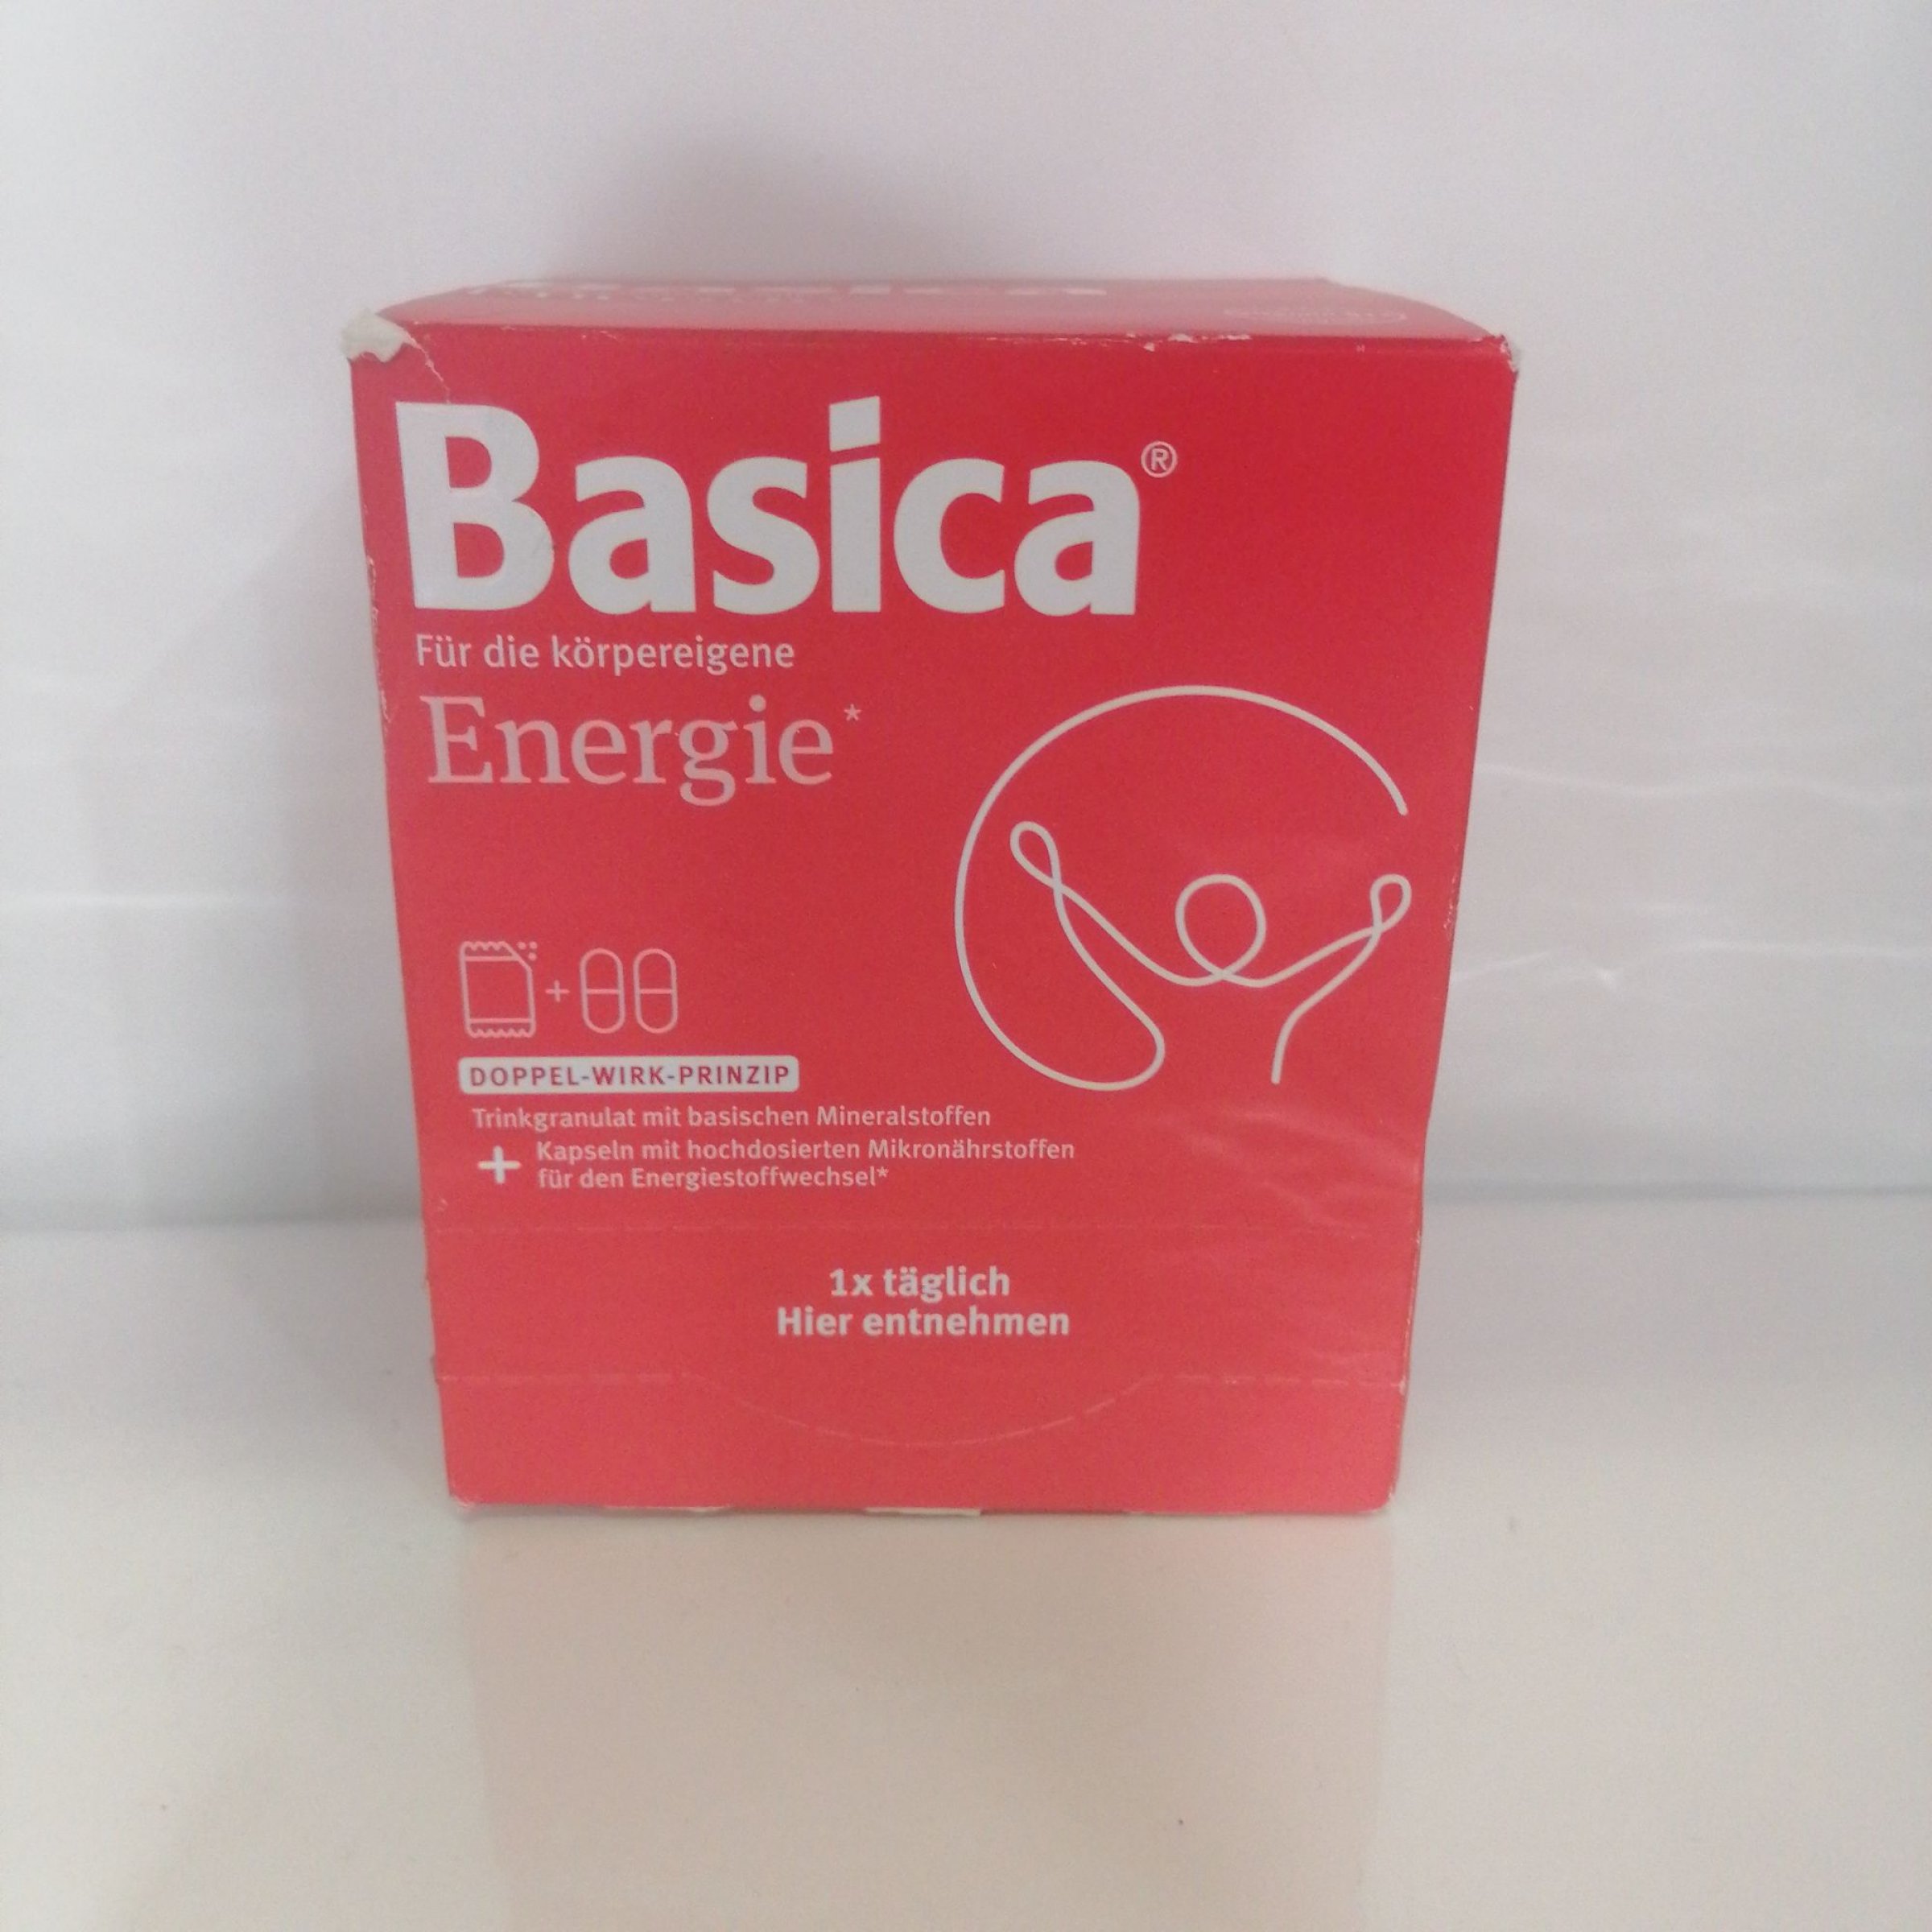 Basica®
Für die körpereigene
Energie*
DOPPEL-WIRK-PRINZIP
Trinkgranulat mit basischen Mineralstoffen
+ Kapseln mit hochdosierten Mikronährstoffen
für den Energiestoffwechsel*
1x täglich
Hier entnehmen